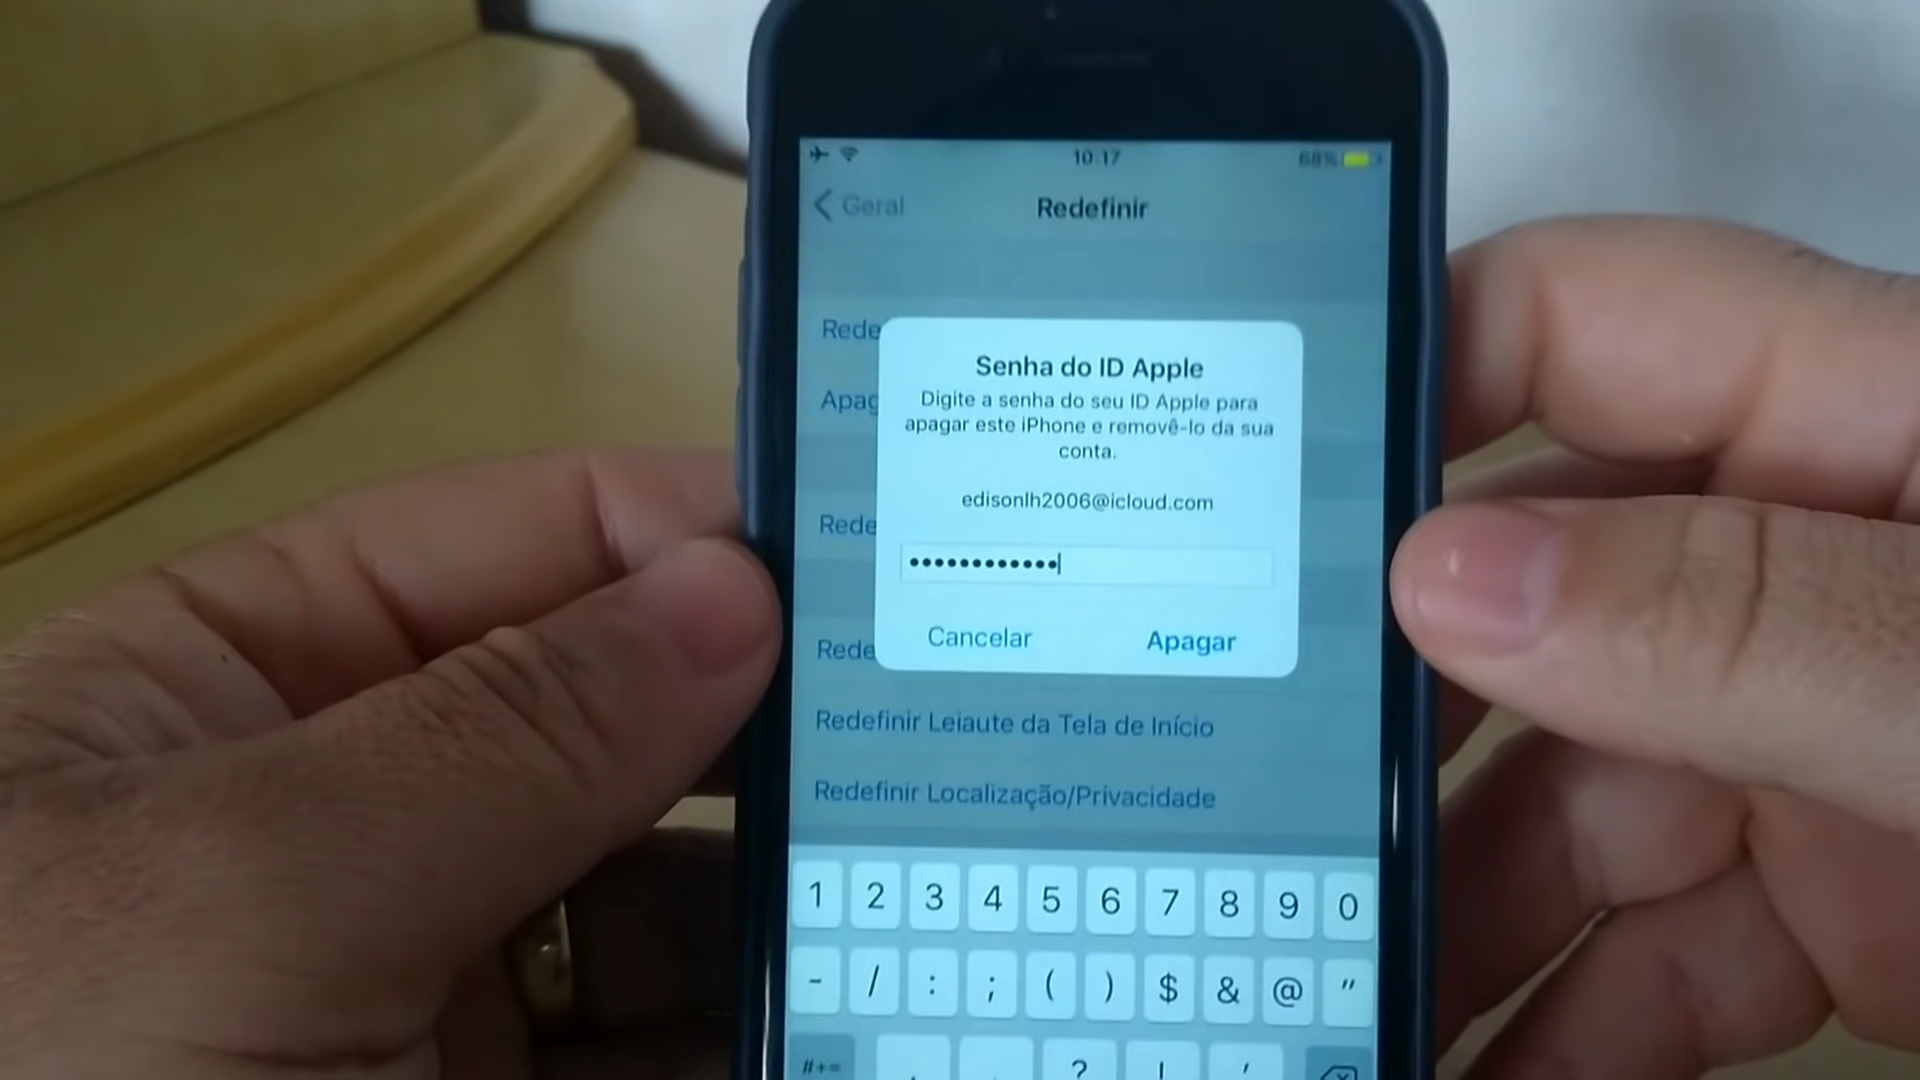 10:17
68%
Geral
Redefinir
Rede
Apag
Senha do ID Apple
Digite a senha do seu ID Apple para
apagar este iPhone e removê-lo da sua
conta.
edisonlh2006@icloud.com
Rede
••••••••••••
Cancelar Apagar
Rede
Redefinir Leiaute da Tela de Início
Redefinir Localização/Privacidade
1 2 3 4 5 6 7 8 9 0
- / : ; ( ) $ & @ "
#+= . , ? ! '